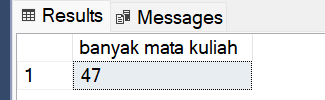 Results Messages
banyak mata kuliah
1 47